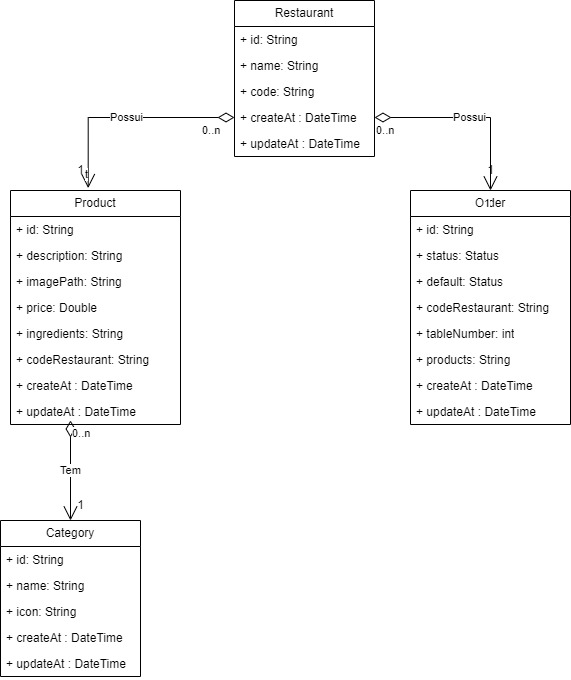 Restaurant
+ id: String
+ name: String
+ code: String
+ createAt : DateTime
+ updateAt : DateTime
Possui
0..n
1
t
Possui
0..n
1
Product
+ id: String
+ description: String
+ imagePath: String
+ price: Double
+ ingredients: String
+ codeRestaurant: String
+ createAt : DateTime
+ updateAt : DateTime
Order
1
+ id: String
+ status: Status
+ default: Status
+ codeRestaurant: String
+ tableNumber: int
+ products: String
+ createAt : DateTime
+ updateAt : DateTime
0..n
Tem
1
Category
+ id: String
+ name: String
+ icon: String
+ createAt : DateTime
+ updateAt : DateTime